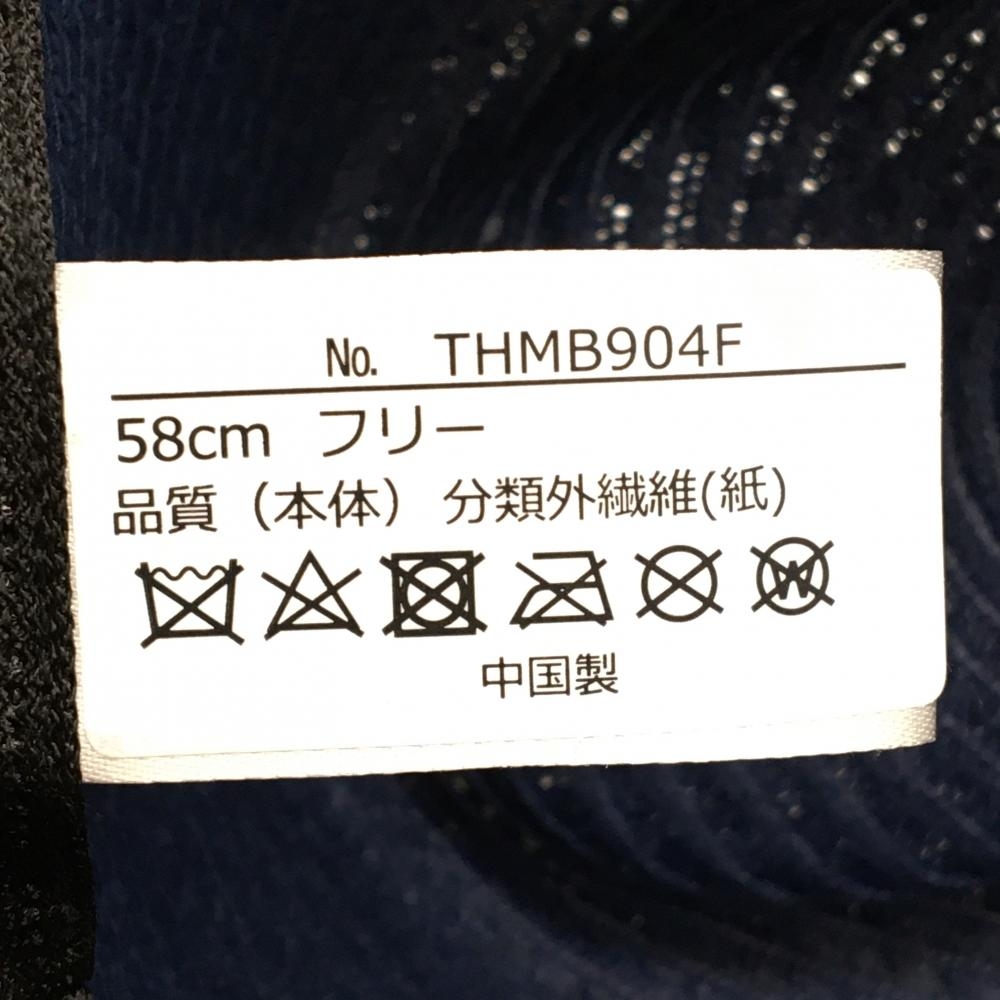 No. THMB904F
58cm フリー
品質（本体） 分類外繊維(紙)
W
中国製